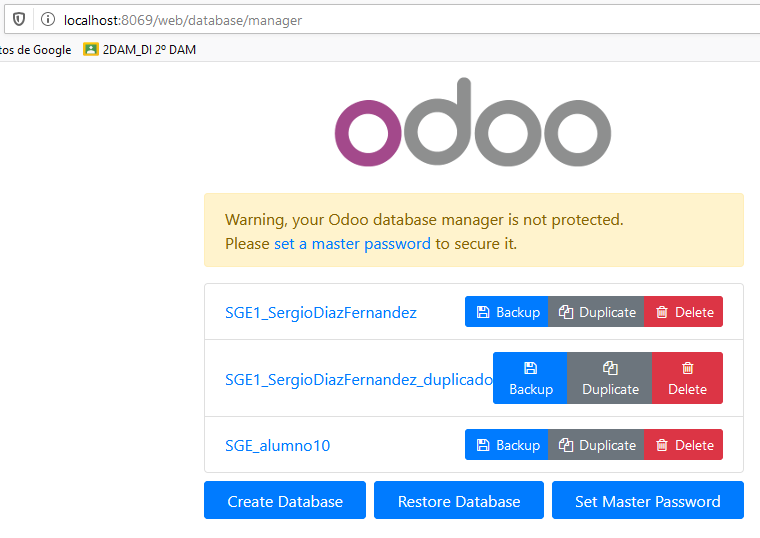 localhost:8069/web/database/manager
tos de Google 2DAM_DI 2º DAM
odoo
Warning, your Odoo database manager is not protected.
Please set a master password to secure it.
SGE1_SergioDiazFernandez Backup Duplicate Delete
SGE1_SergioDiazFernandez_duplicado Backup Duplicate Delete
SGE_alumno10 Backup Duplicate Delete
Create Database Restore Database Set Master Password